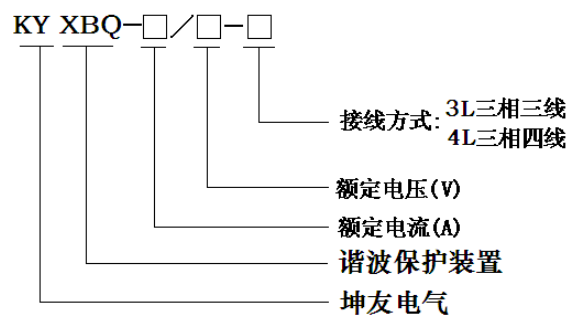 KY XBQ-□/□-□
接线方式: 3L三相三线
4L三相四线
额定电压(V)
额定电流(A)
谐波保护装置
坤友电气